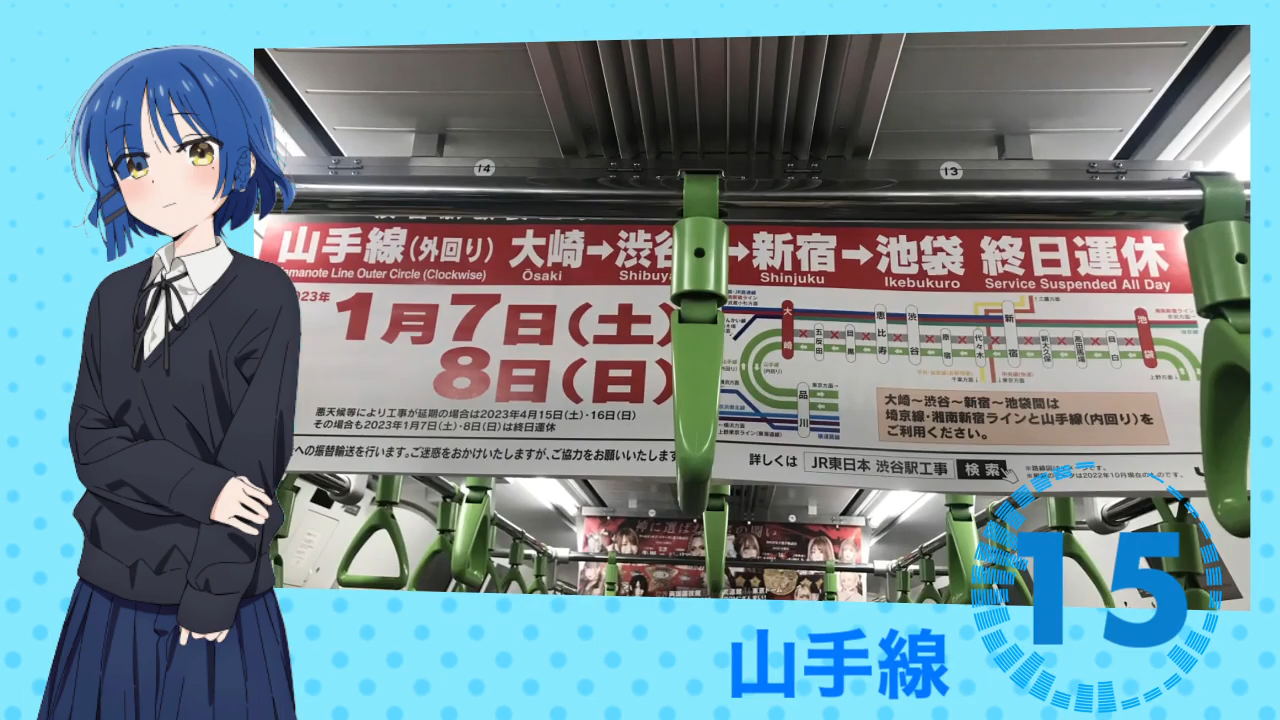 14
13
山手線(外回り) 大崎→渋谷→新宿→池袋 終日運休
amanote Line Outer Circle (Clockwise) Ōsaki Shibuya Shinjuku Ikebukuro Service Suspended All Day
2023年
1月7日(土)
8日(日)
悪天候等により工事が延期の場合は2023年4月15日(土)・16日(日)
その場合も2023年1月7日(土)・8日(日)は終日運休
への振替輸送を行います。ご迷惑をおかけいたしますが、ご協力をお願いいたします
大崎
五反田
目黒
恵比寿
渋谷
原宿
代々木
新宿
新大久保
高田馬場
目白
池袋
品川
大崎~渋谷~新宿~池袋間は
埼京線・湘南新宿ラインと山手線(内回り)を
ご利用ください。
詳しくは JR東日本 渋谷駅工事 検索
15
山手線